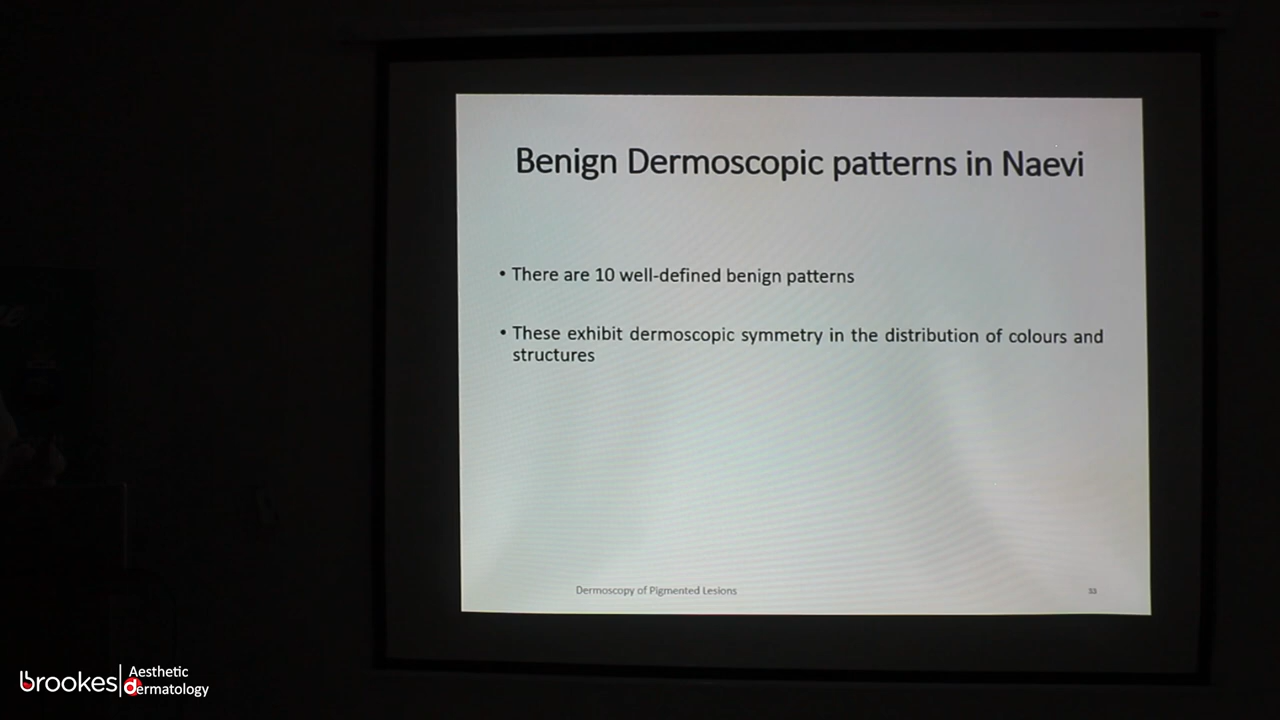 Benign Dermoscopic patterns in Naevi
• There are 10 well-defined benign patterns
• These exhibit dermoscopic symmetry in the distribution of colours and
structures
Dermoscopy of Pigmented Lesions
33
brookes
Aesthetic
dermatology